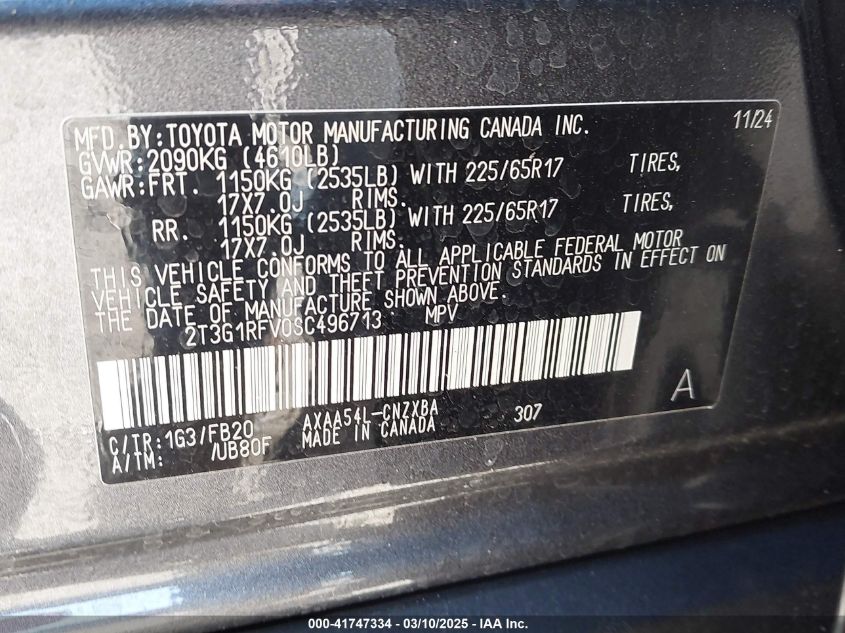 MFD. BY: TOYOTA MOTOR MANUFACTURING CANADA INC. 11/24
GVWR: 2090KG (4610LB)
GAWR: FRT. 1150KG (2535LB) WITH 225/65R17 TIRES,
17X7.0J RIMS.
RR. 1150KG (2535LB) WITH 225/65R17 TIRES,
17X7.0J RIMS.
THIS VEHICLE CONFORMS TO ALL APPLICABLE FEDERAL MOTOR
VEHICLE SAFETY AND THEFT PREVENTION STANDARDS IN EFFECT ON
THE DATE OF MANUFACTURE SHOWN ABOVE.
2T3G1RFV0SC496713 MPV
A
C/TR: 1G3/FB20 AXAA54L-CNZXBA 307
A/TM: /UB80F MADE IN CANADA
000-41747334 - 03/10/2025 - IAA Inc.